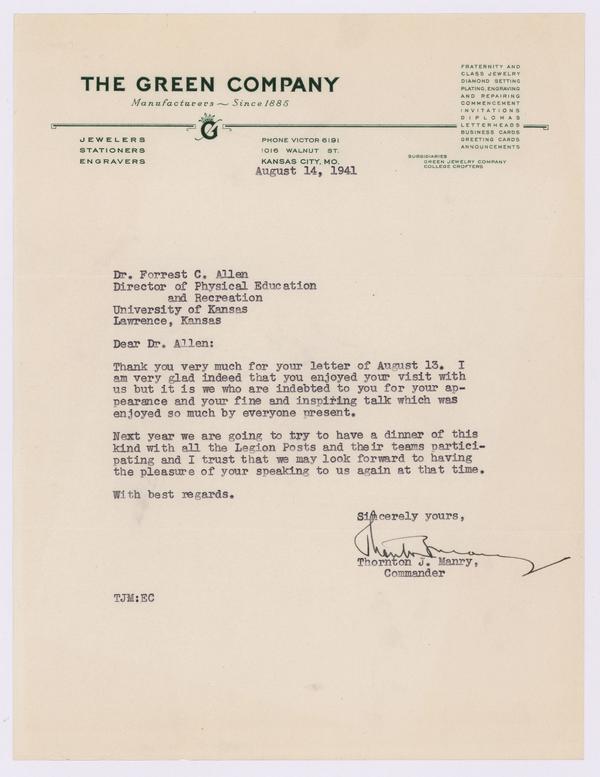 THE GREEN COMPANY
Manufacturers ~ Since 1885
G
JEWELERS
STATIONERS
ENGRAVERS
PHONE VICTOR 6191
1016 WALNUT ST.
KANSAS CITY, MO.
FRATERNITY AND
CLASS JEWELRY
DIAMOND SETTING
PLATING, ENGRAVING
AND REPAIRING
COMMENCEMENT
INVITATIONS
DIPLOMAS
LETTERHEADS
BUSINESS CARDS
GREETING CARDS
ANNOUNCEMENTS
SUBSIDIARIES
GREEN JEWELRY COMPANY
COLLEGE CROFTERS
August 14, 1941
Dr. Forrest C. Allen
Director of Physical Education
and Recreation
University of Kansas
Lawrence, Kansas
Dear Dr. Allen:
Thank you very much for your letter of August 13. I
am very glad indeed that you enjoyed your visit with
us but it is we who are indebted to you for your ap-
pearance and your fine and inspiring talk which was
enjoyed so much by everyone present.
Next year we are going to try to have a dinner of this
kind with all the Legion Posts and their teams partici-
pating and I trust that we may look forward to having
the pleasure of your speaking to us again at that time.
With best regards.
Sincerely yours,
Thornton J. Manry,
Commander
TJM:EC